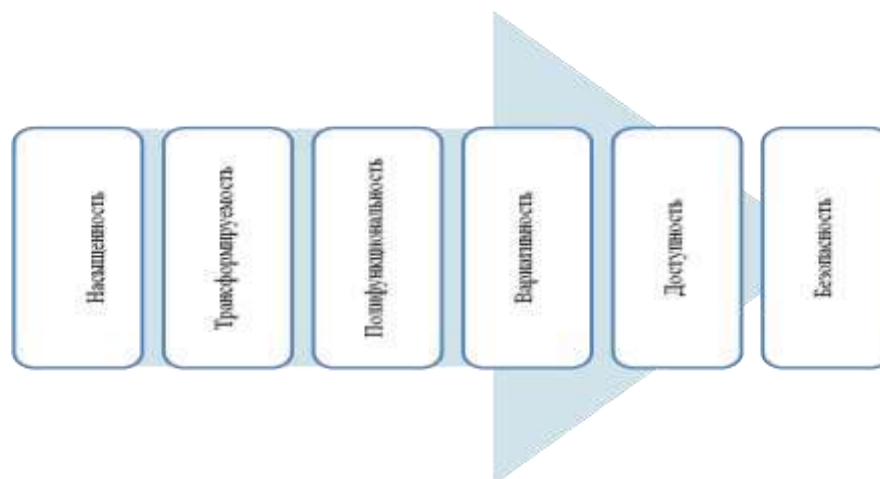 Насыщенность
Трансформируемость
Полифункциональность
Вариативность
Доступность
Безопасность